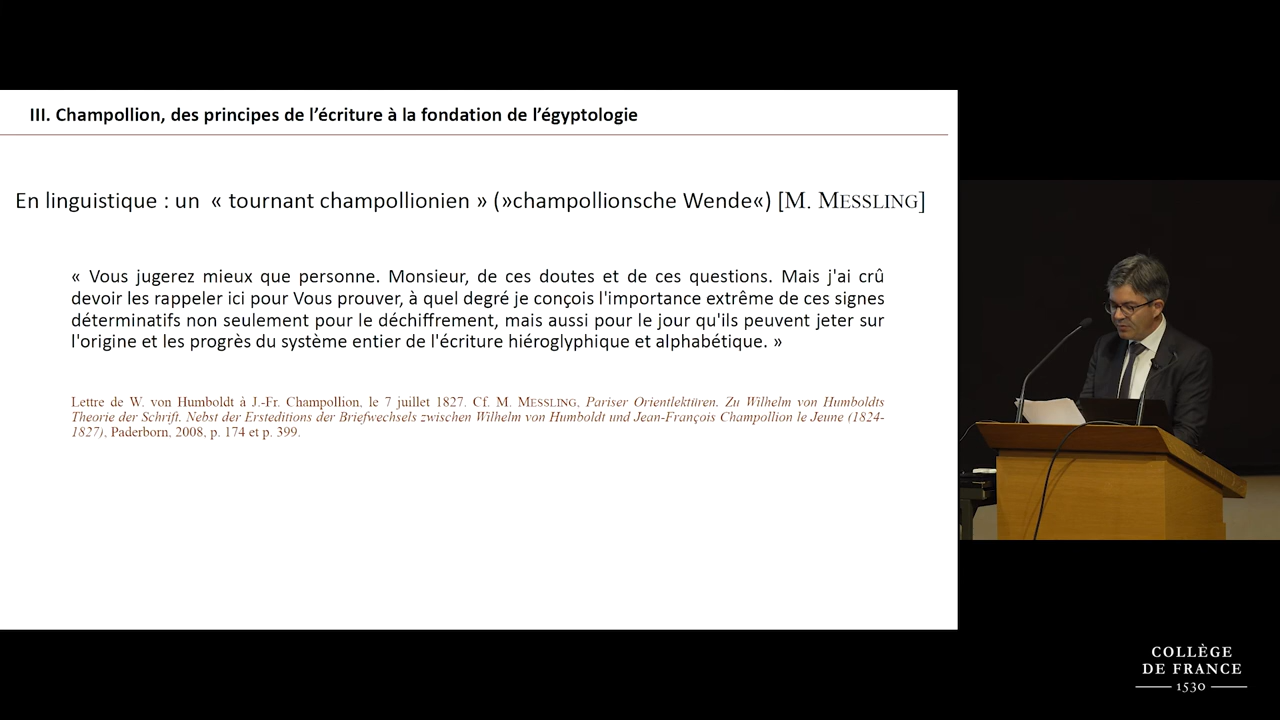 III. Champollion, des principes de l’écriture à la fondation de l’égyptologie
En linguistique : un « tournant champollionien » (»champollionsche Wende«) [M. MESSLING]
« Vous jugerez mieux que personne. Monsieur, de ces doutes et de ces questions. Mais j'ai crû
devoir les rappeler ici pour Vous prouver, à quel degré je conçois l'importance extrême de ces signes
déterminatifs non seulement pour le déchiffrement, mais aussi pour le jour qu'ils peuvent jeter sur
l'origine et les progrès du système entier de l'écriture hiéroglyphique et alphabétique. »
Lettre de W. von Humboldt à J.-Fr. Champollion, le 7 juillet 1827. Cf. M. MESSLING, Pariser Orientlektüren. Zu Wilhelm von Humboldts
Theorie der Schrift. Nebst der Ersteditions der Briefwechsels zwischen Wilhelm von Humboldt und Jean-François Champollion le Jeune (1824-
1827), Paderborn, 2008, p. 174 et p. 399.
COLLÈGE
DE FRANCE
1530